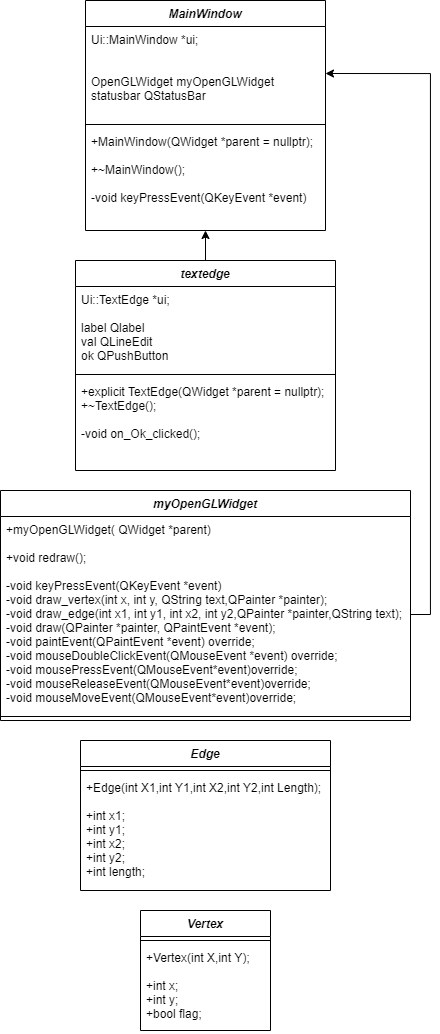 MainWindow
Ui::MainWindow *ui;
OpenGLWidget myOpenGLWidget
statusbar QStatusBar
+MainWindow(QWidget *parent = nullptr);
+~MainWindow();
-void keyPressEvent(QKeyEvent *event)
textedge
Ui::TextEdge *ui;
label Qlabel
val QLineEdit
ok QPushButton
+explicit TextEdge(QWidget *parent = nullptr);
+~TextEdge();
-void on_Ok_clicked();
myOpenGLWidget
+myOpenGLWidget( QWidget *parent)
+void redraw();
-void keyPressEvent(QKeyEvent *event)
-void draw_vertex(int x, int y, QString text,QPainter *painter);
-void draw_edge(int x1, int y1, int x2, int y2,QPainter *painter,QString text);
-void draw(QPainter *painter, QPaintEvent *event);
-void paintEvent(QPaintEvent *event) override;
-void mouseDoubleClickEvent(QMouseEvent *event) override;
-void mousePressEvent(QMouseEvent*event)override;
-void mouseReleaseEvent(QMouseEvent*event)override;
-void mouseMoveEvent(QMouseEvent*event)override;
Edge
+Edge(int X1,int Y1,int X2,int Y2,int Length);
+int x1;
+int y1;
+int x2;
+int y2;
+int length;
Vertex
+Vertex(int X,int Y);
+int x;
+int y;
+bool flag;